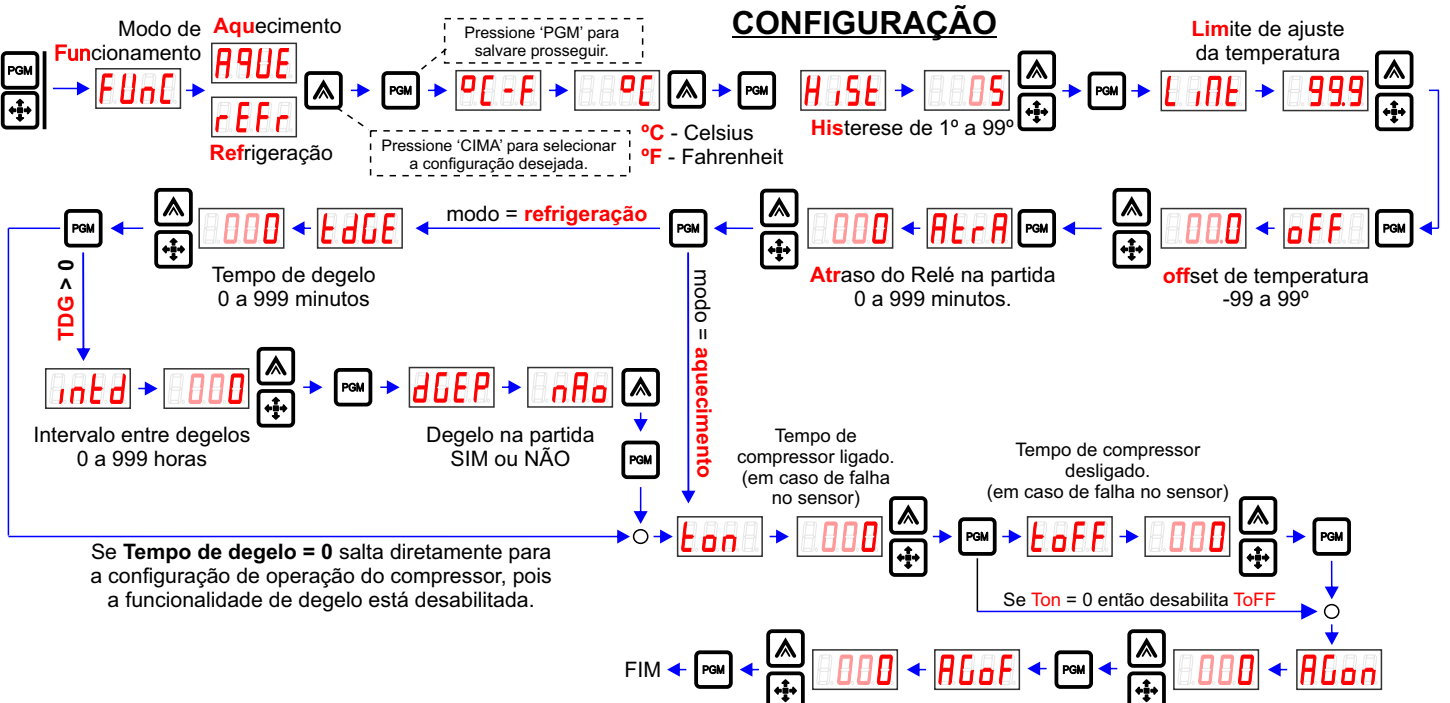 CONFIGURAÇÃO
Modo de
Funcionamento
PGM
FUnC
Aquecimento
AqUE
rEFr
Refrigeração
Pressione 'PGM' para
salvare prosseguir.
PGM
ºC-F
ºC
Pressione 'CIMA' para selecionar
a configuração desejada.
ºC - Celsius
ºF - Fahrenheit
PGM
HiSt
05
Histerese de 1º a 99º
PGM
Limite de ajuste
da temperatura
LiMt
99.9
PGM
oFF
00.0
offset de temperatura
-99 a 99º
PGM
AtrA
000
Atraso do Relé na partida
0 a 999 minutos.
PGM
modo = refrigeração
tdGE
000
Tempo de degelo
0 a 999 minutos
PGM
TDG > 0
intd
000
Intervalo entre degelos
0 a 999 horas
PGM
dGEP
nAo
Degelo na partida
SIM ou NÃO
PGM
modo = aquecimento
Se Tempo de degelo = 0 salta diretamente para
a configuração de operação do compressor, pois
a funcionalidade de degelo está desabilitada.
Tempo de
compressor ligado.
(em caso de falha
no sensor)
ton
000
PGM
Tempo de compressor
desligado.
(em caso de falha no sensor)
toFF
000
PGM
Se Ton = 0 então desabilita ToFF
AGon
000
PGM
AGoF
000
PGM
FIM